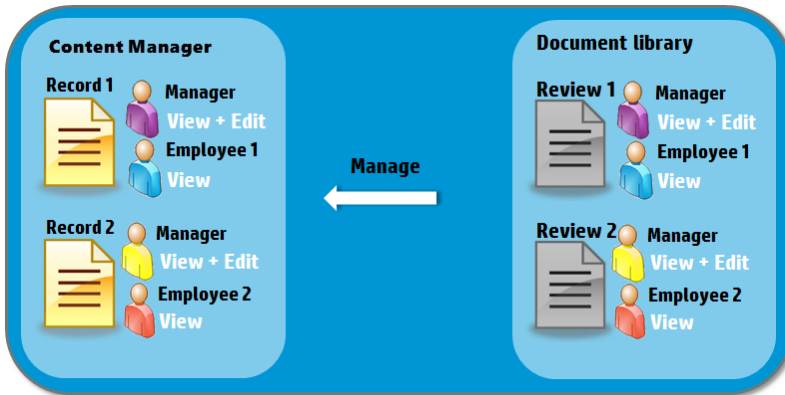 Content Manager
Record 1
Manager
View + Edit
Employee 1
View
Record 2
Manager
View + Edit
Employee 2
View
Manage
Document library
Review 1
Manager
View + Edit
Employee 1
View
Review 2
Manager
View + Edit
Employee 2
View